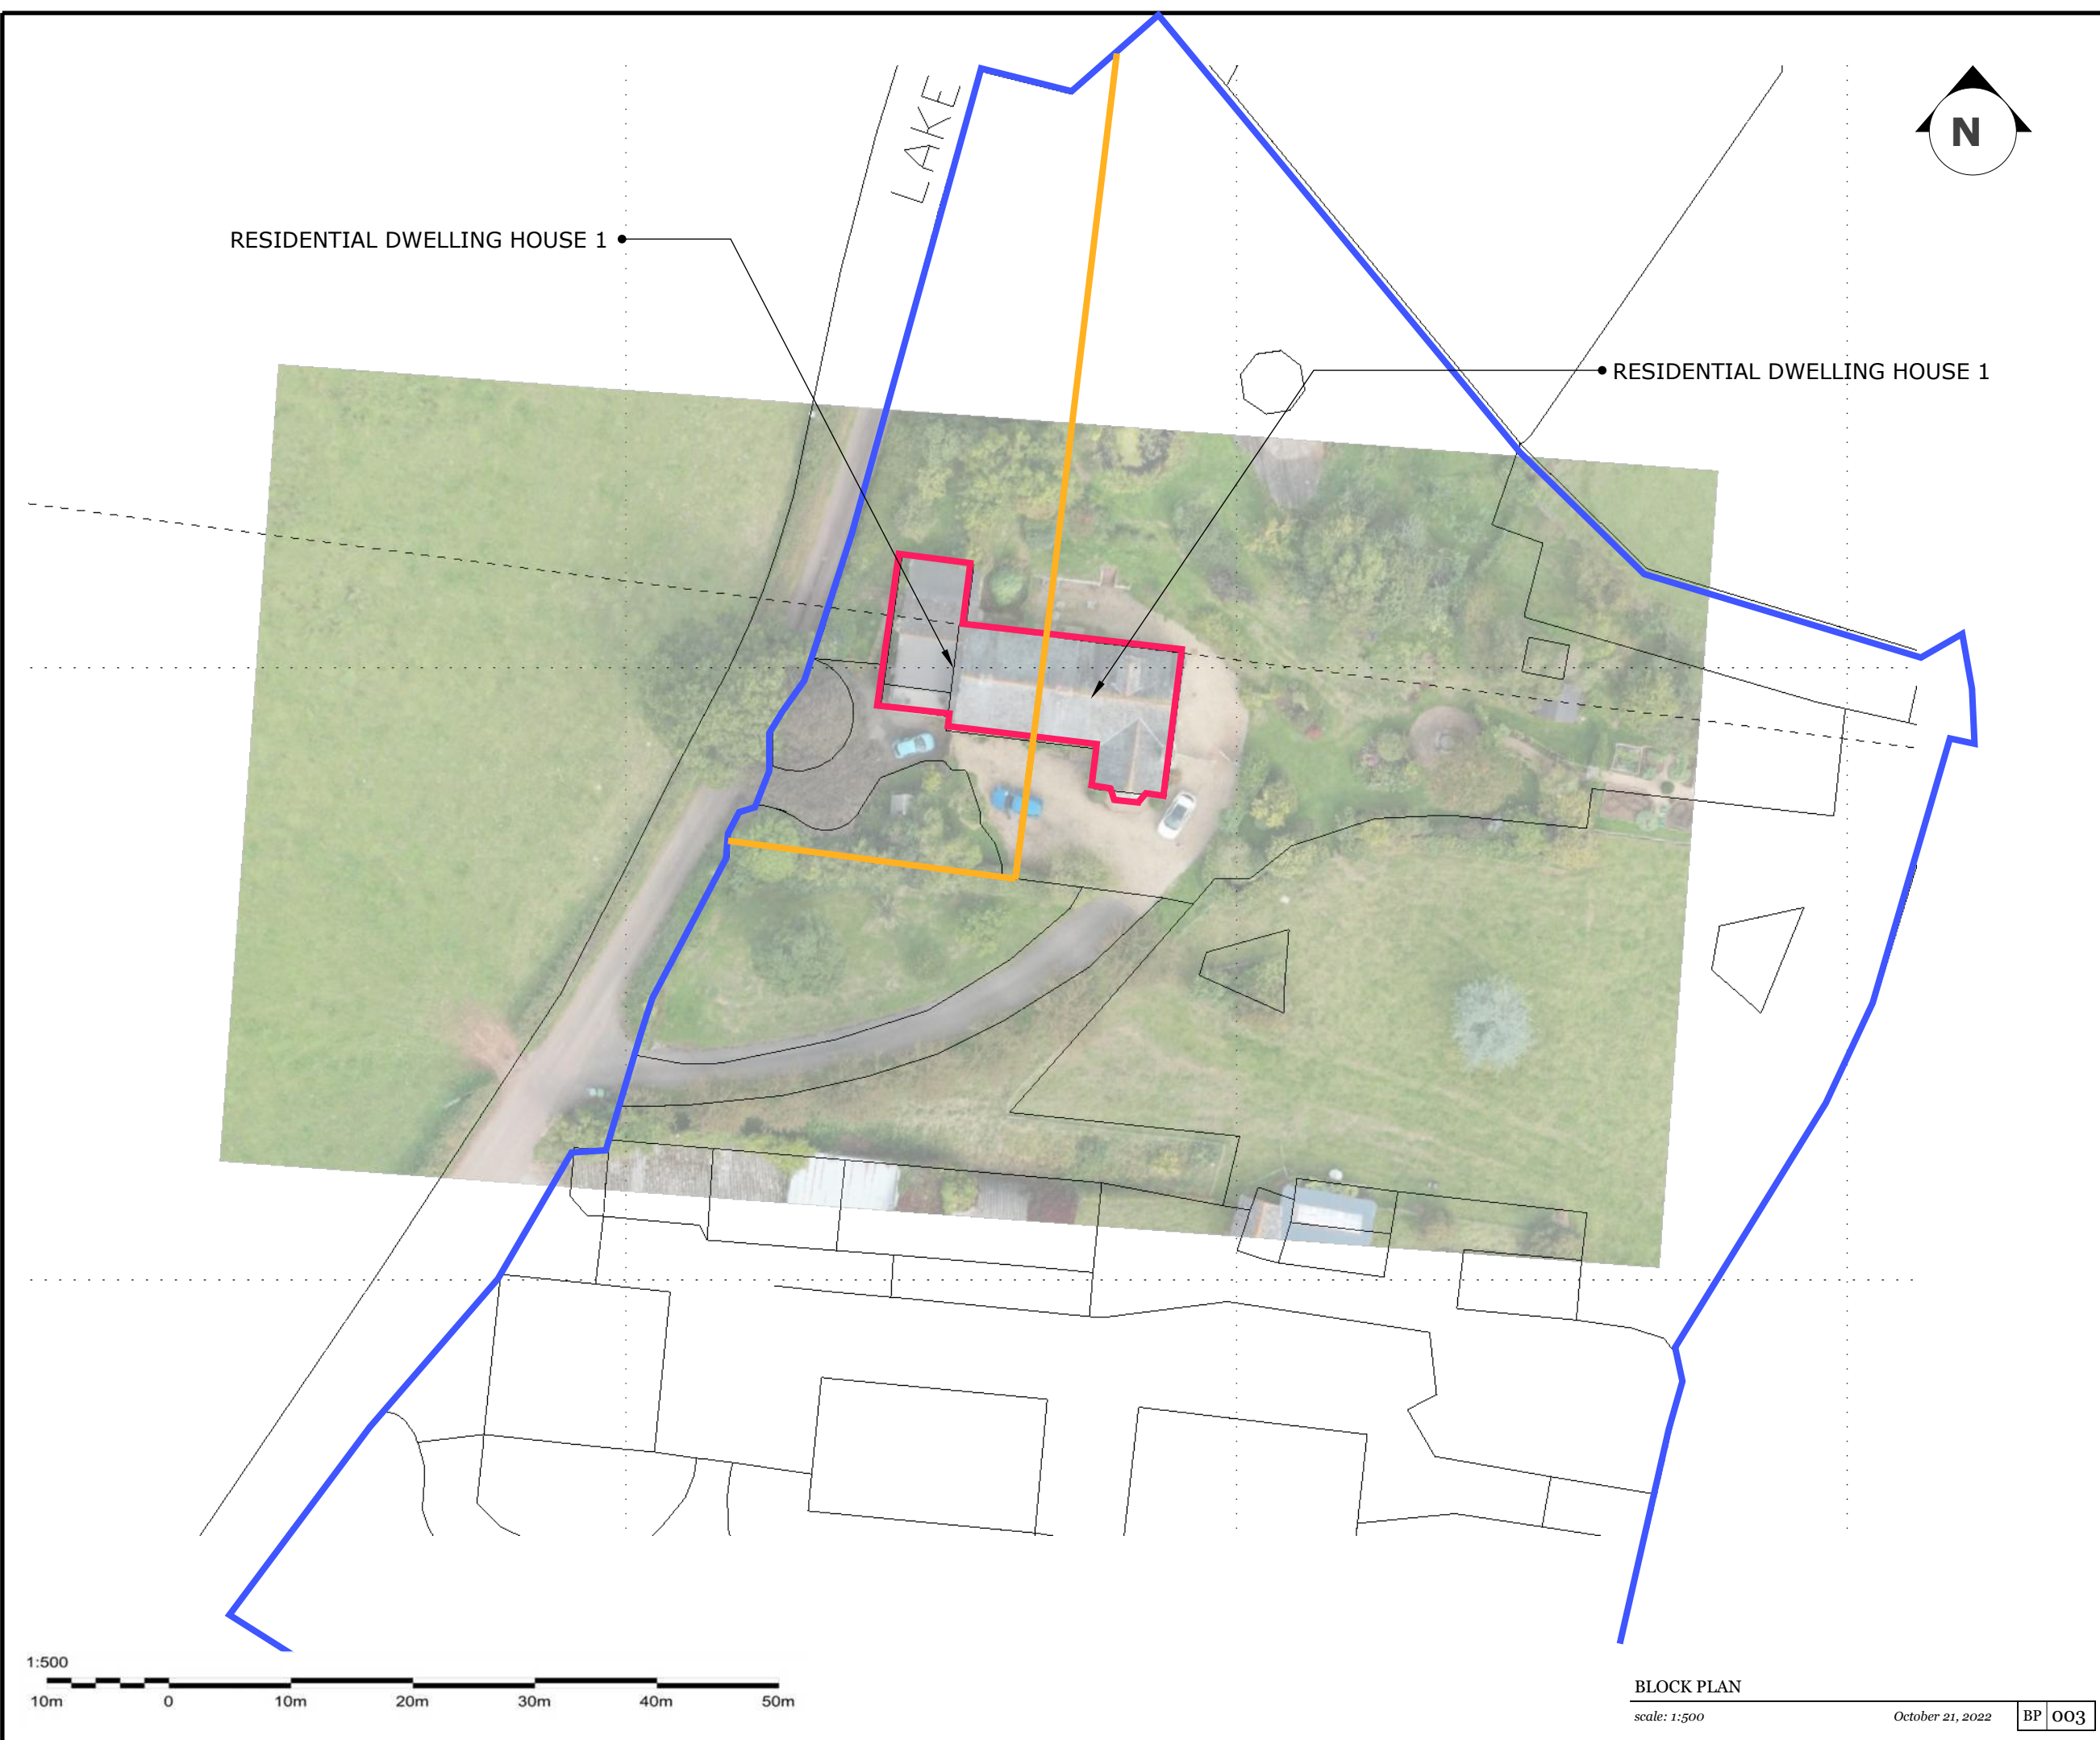 LAKE
N
RESIDENTIAL DWELLING HOUSE 1
RESIDENTIAL DWELLING HOUSE 1
1:500
10m 0 10m 20m 30m 40m 50m
BLOCK PLAN
scale: 1:500 October 21, 2022 BP 003